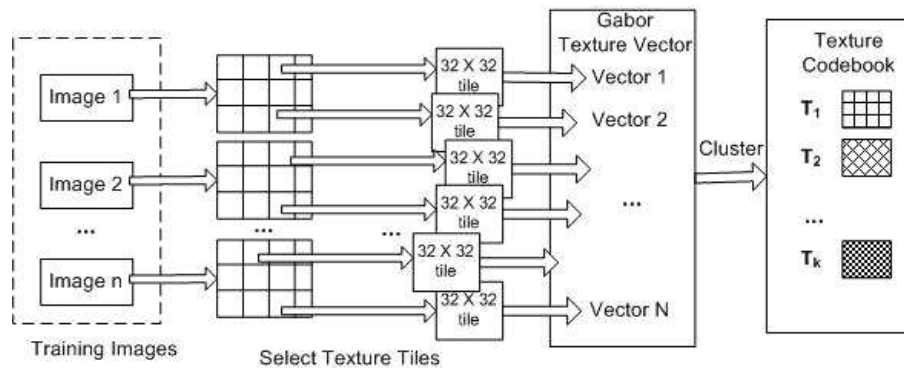 Image 1
Image 2
...
Image n
Training Images
...
Select Texture Tiles
32 X 32
tile
32 X 32
tile
32 X 32
tile
32 X 32
tile
...
32 X 32
tile
32 X 32
tile
Gabor
Texture Vector
Vector 1
Vector 2
...
Vector N
Cluster
Texture
Codebook
T1
T2
...
Tk